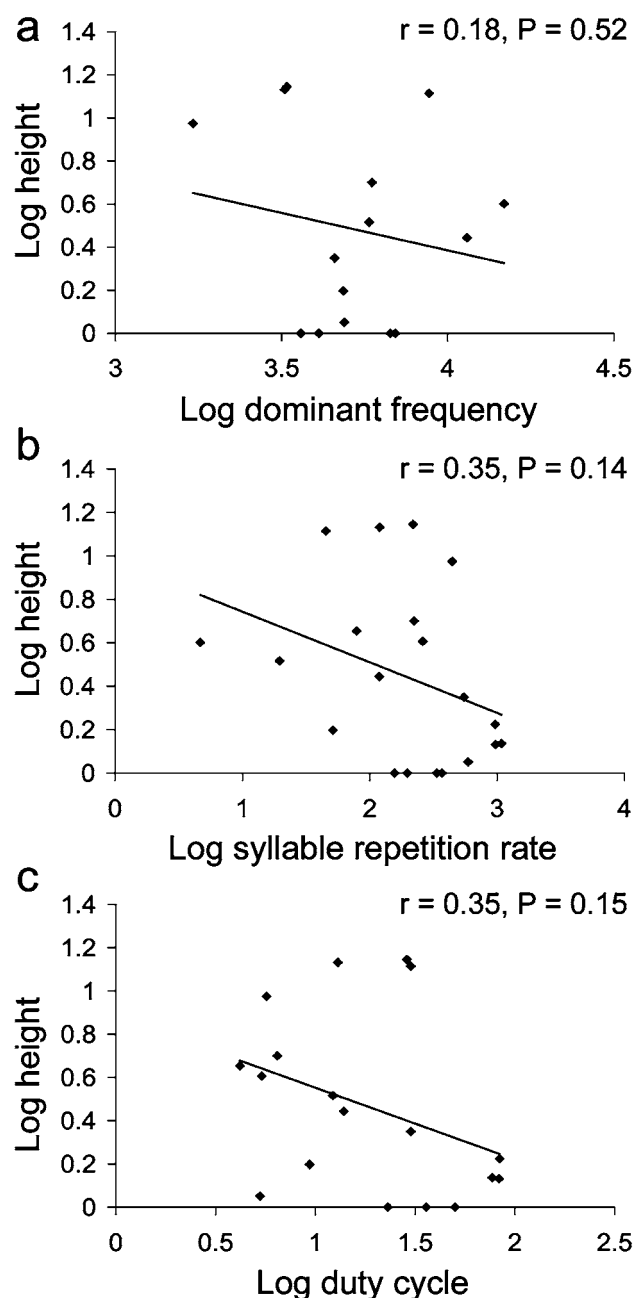 a
r = 0.18, P = 0.52
1.4
1.2
1
0.8
0.6
0.4
0.2
0
Log height
3 3.5 4 4.5
Log dominant frequency
b
r = 0.35, P = 0.14
1.4
1.2
1
0.8
0.6
0.4
0.2
0
Log height
0 1 2 3 4
Log syllable repetition rate
c
r = 0.35, P = 0.15
1.4
1.2
1
0.8
0.6
0.4
0.2
0
Log height
0 0.5 1 1.5 2 2.5
Log duty cycle